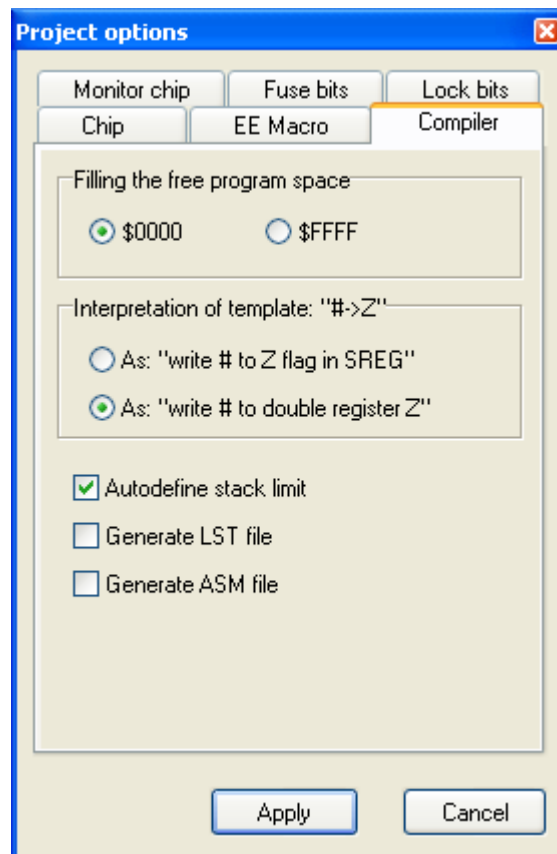 Project options
Monitor chip Fuse bits Lock bits
Chip EE Macro Compiler
Filling the free program space
$0000 $FFFF
Interpretation of template: "#->Z"
As: "write # to Z flag in SREG"
As: "write # to double register Z"
Autodefine stack limit
Generate LST file
Generate ASM file
Apply Cancel